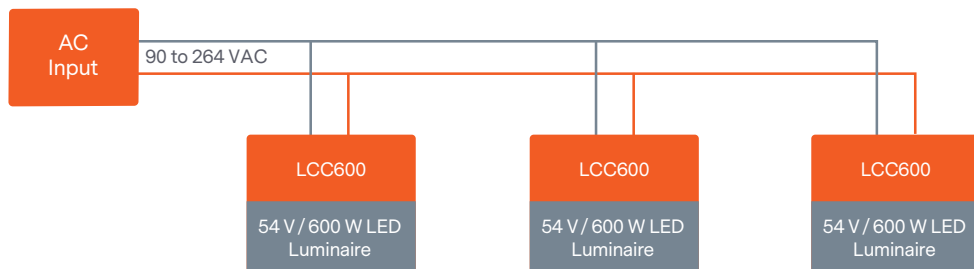 AC
Input
90 to 264 VAC
LCC600
LCC600
LCC600
54 V / 600 W LED
Luminaire
54 V / 600 W LED
Luminaire
54 V / 600 W LED
Luminaire